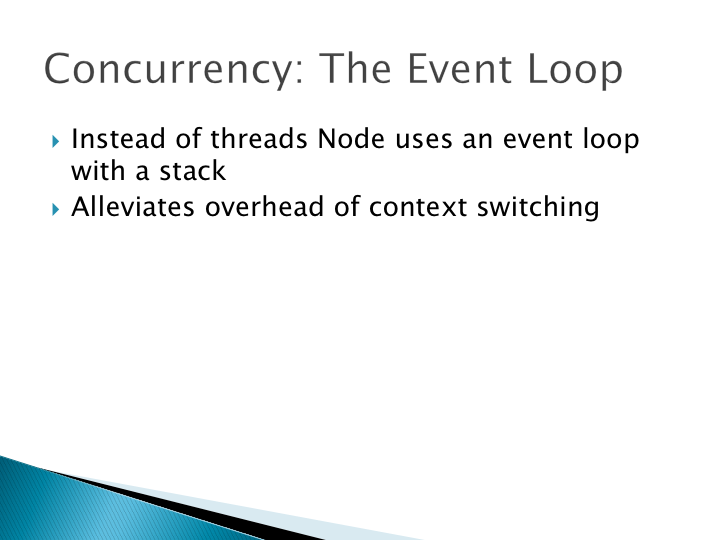 Concurrency: The Event Loop
Instead of threads Node uses an event loop
with a stack
Alleviates overhead of context switching